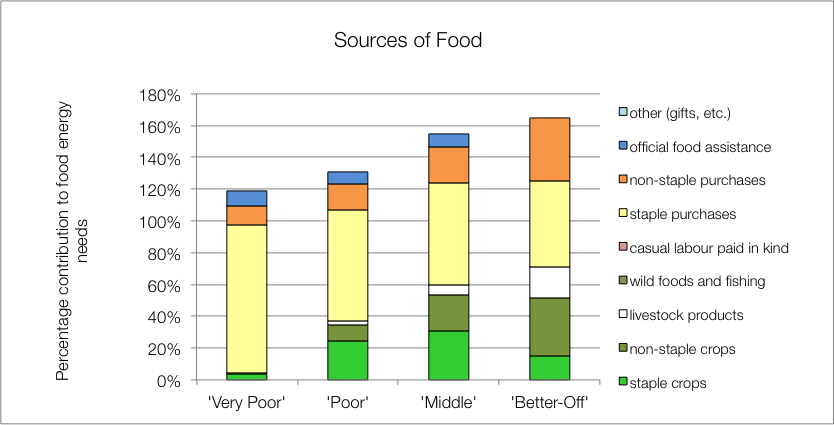 Sources of Food
Percentage contribution to food energy
needs
180%
160%
140%
120%
100%
80%
60%
40%
20%
0%
'Very Poor'
'Poor'
'Middle'
'Better-Off'
other (gifts, etc.)
official food assistance
non-staple purchases
staple purchases
casual labour paid in kind
wild foods and fishing
livestock products
non-staple crops
staple crops